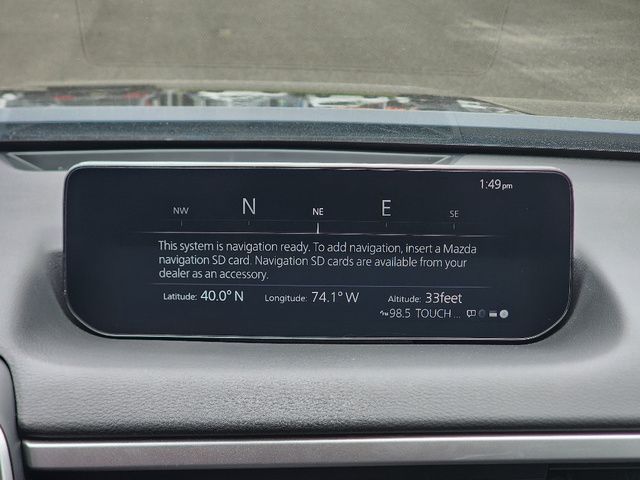 1:49pm
NW N NE E SE
This system is navigation ready. To add navigation, insert a Mazda
navigation SD card. Navigation SD cards are available from your
dealer as an accessory.
Latitude: 40.0° N Longitude: 74.1° W Altitude: 33feet
98.5 TOUCH ...